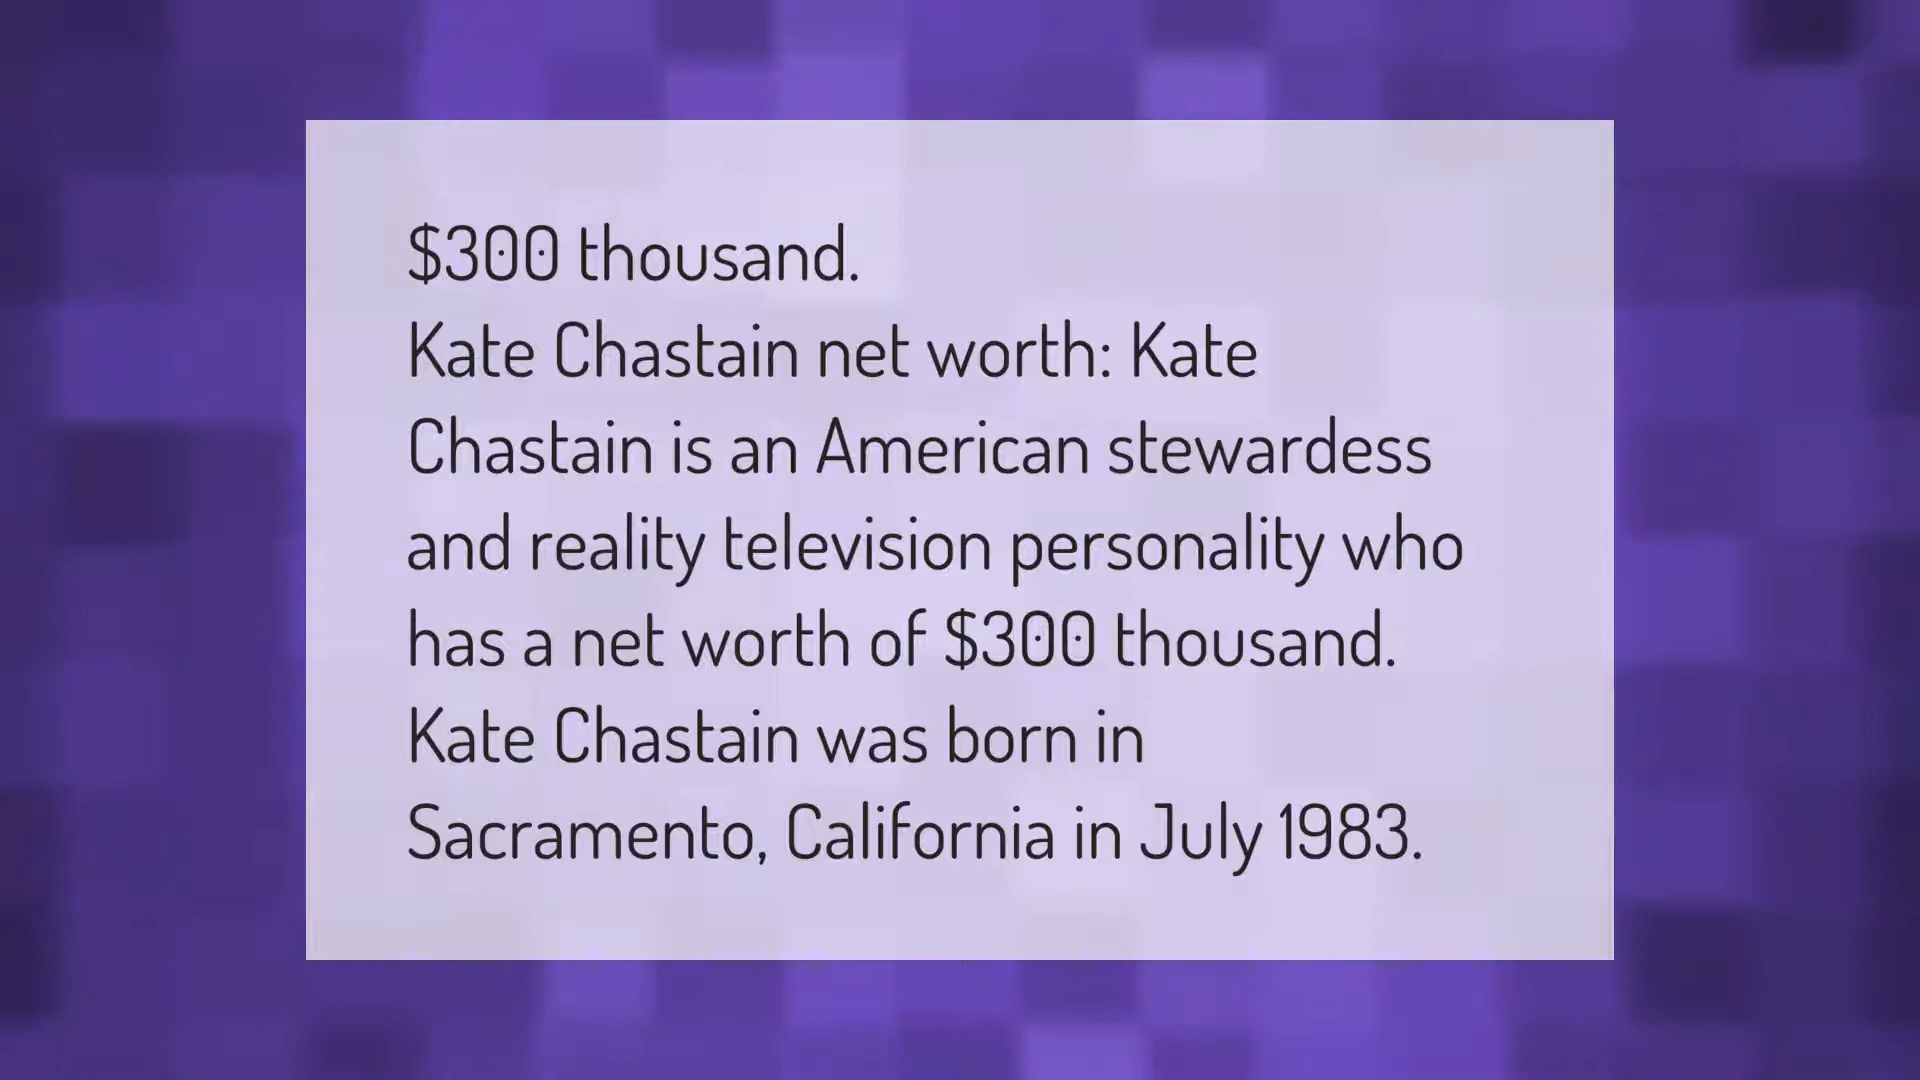 $300 thousand.
Kate Chastain net worth: Kate
Chastain is an American stewardess
and reality television personality who
has a net worth of $300 thousand.
Kate Chastain was born in
Sacramento, California in July 1983.